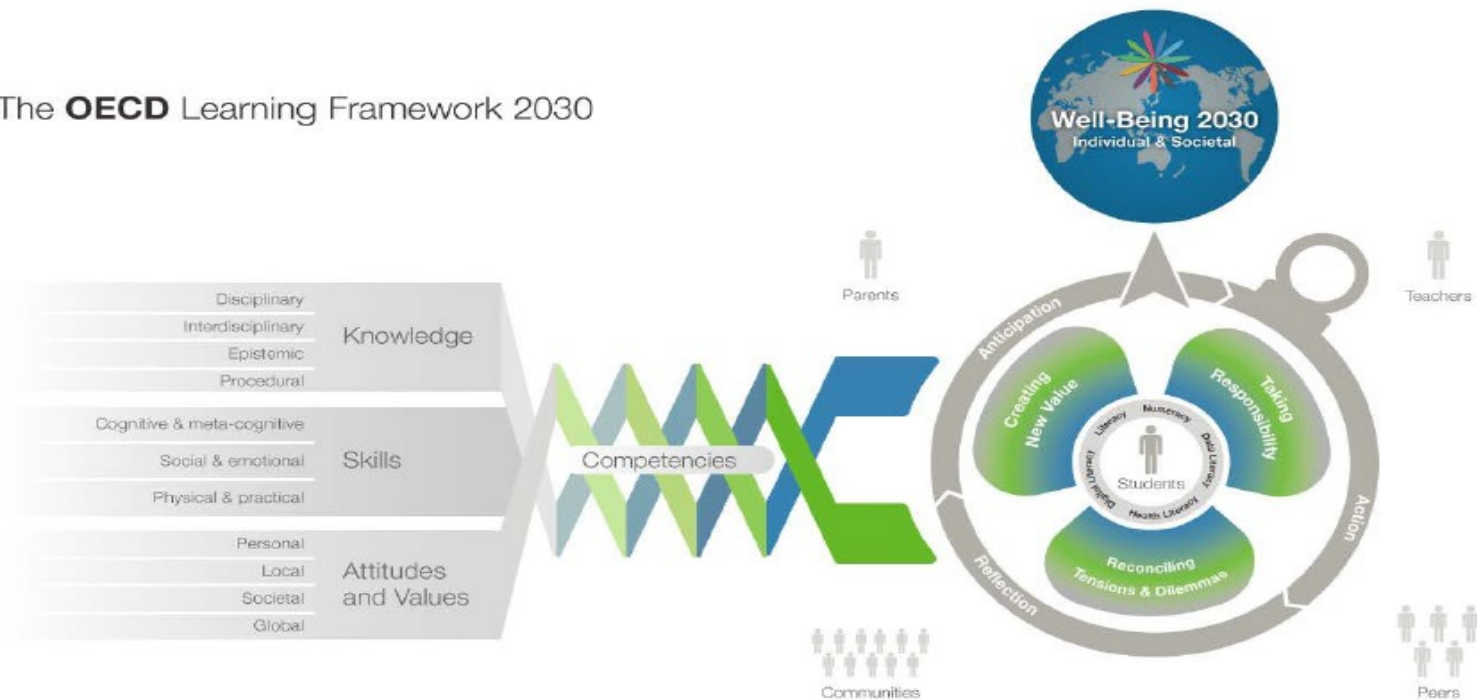 The OECD Learning Framework 2030
Well-Being 2030
Individual & Societal
Disciplinary
Interdisciplinary
Epistemic
Procedural
Knowledge
Cognitive & meta-cognitive
Social & emotional
Physical & practical
Skills
Personal
Local
Societal
Global
Attitudes
and Values
Competencies
Parents
Teachers
Anticipation
Action
Reflection
Creating
New Value
Taking
Responsibility
Reconciling
Tensions & Dilemmas
Literacy
Numeracy
Data Literacy
Health Literacy
Digital Literacy
Students
Communities
Peers